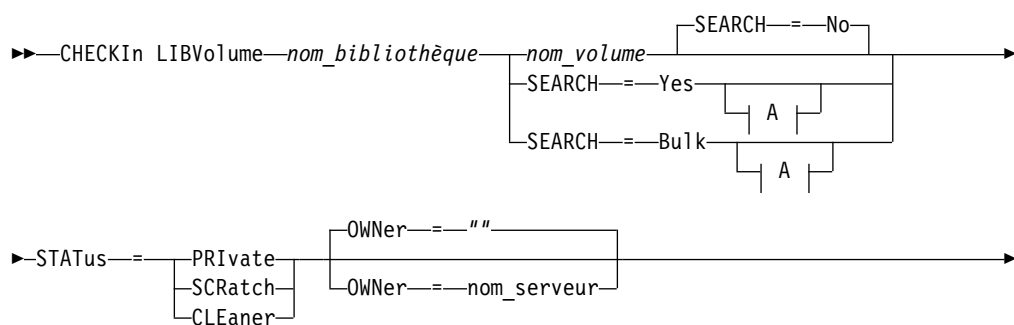 SEARCH = No
CHECKIn LIBVolume nom_bibliothèque nom_volume
SEARCH = Yes
A
SEARCH = Bulk
A
OWNer = ""
STATus = PRIvate
SCRatch OWNer = nom_serveur
CLEaner